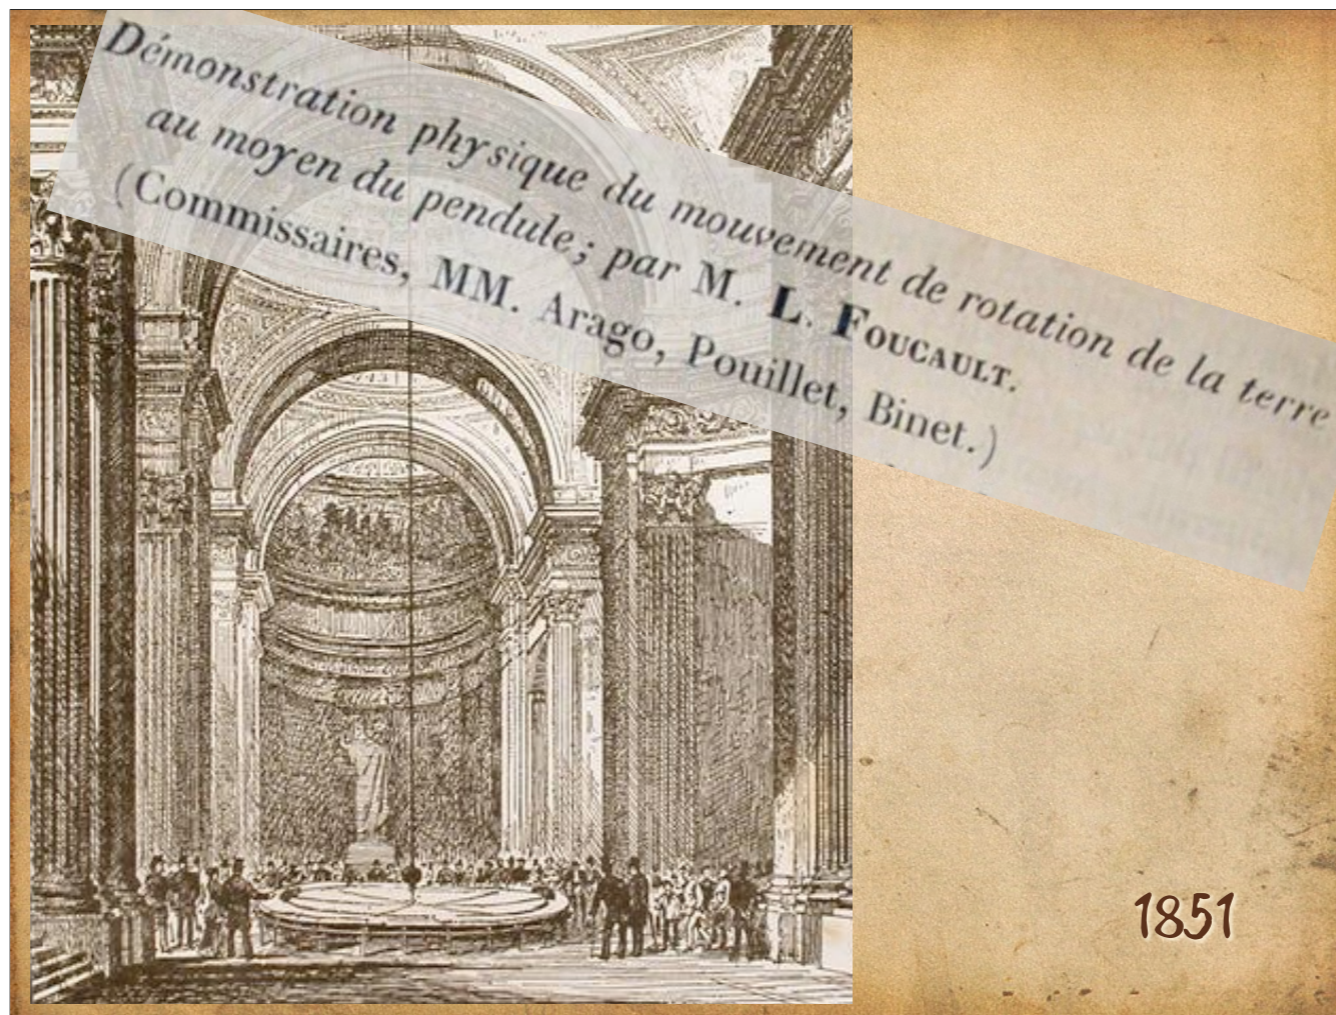 Démonstration physique du mouvement de rotation de la terre
au moyen du pendule; par M. L. FOUCAULT.
(Commissaires, MM. Arago, Pouillet, Binet.)
1851